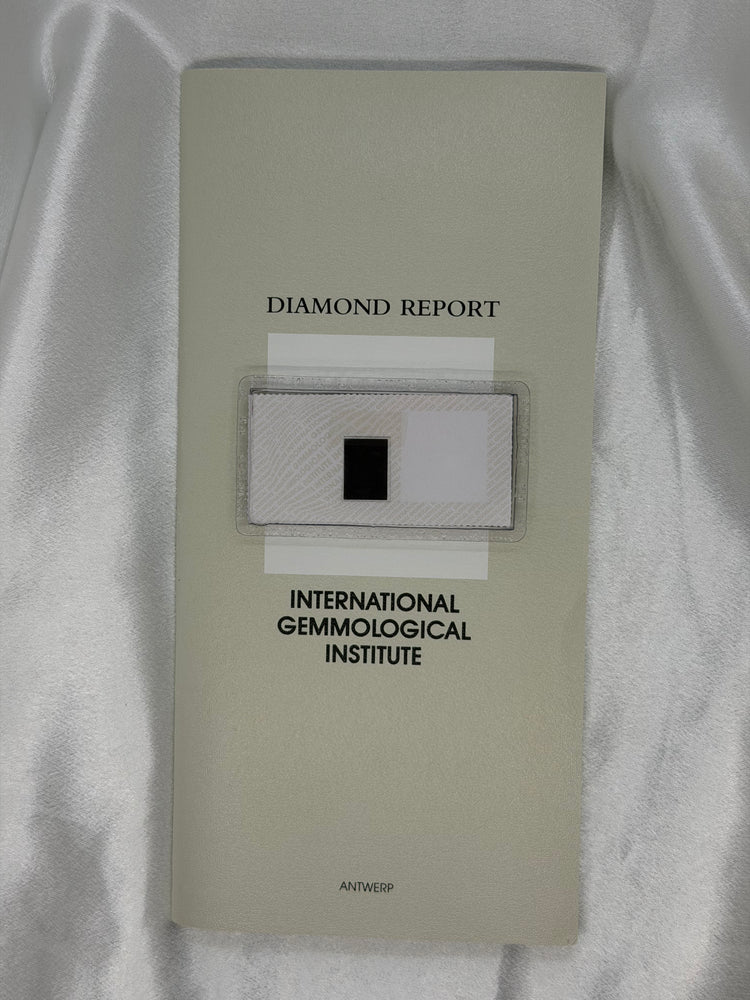 DIAMOND REPORT
INTERNATIONAL
GEMMOLOGICAL
INSTITUTE
ANTWERP